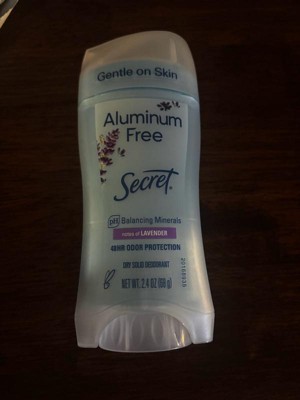 Gentle on Skin
Aluminum
Free
Secret.
pH Balancing Minerals
notes of LAVENDER
48HR ODOR PROTECTION
DRY SOLID DEODORANT
NET WT. 2.4 OZ (68 g)